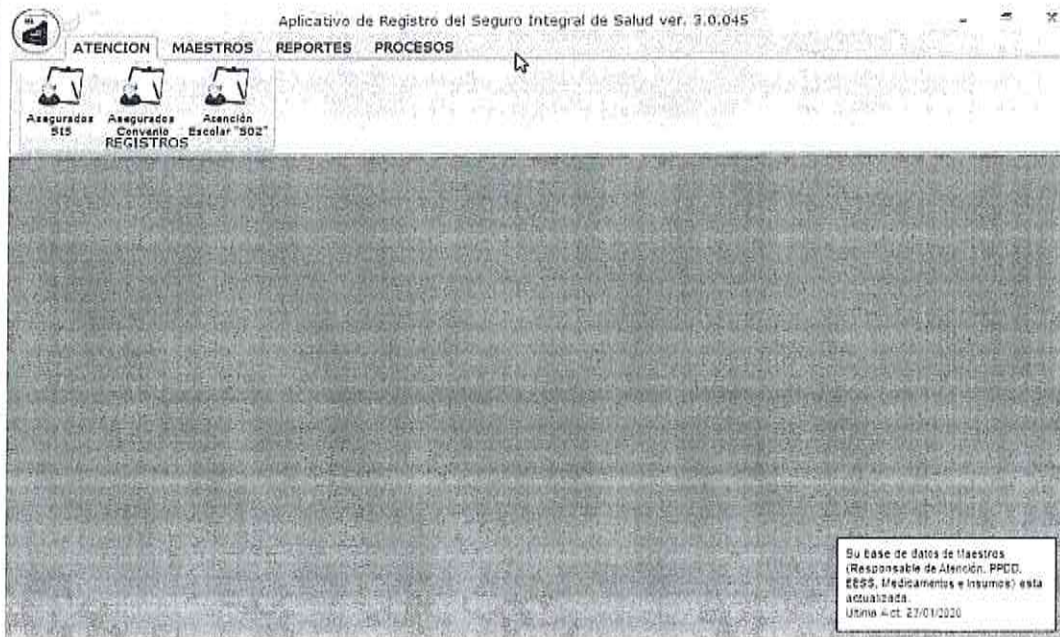 Aplicativo de Registro del Seguro Integral de Salud ver. 3.0.045
ATENCION MAESTROS REPORTES PROCESOS
Asegurados SIS
Asegurados Convenio
Atención Escolar "S02"
REGISTROS
Su base de datos de Maestros
(Responsable de Atención, PPDD,
EESS, Medicamentos e Insumos) esta
actualizada.
Ultima Act. 27/01/2020